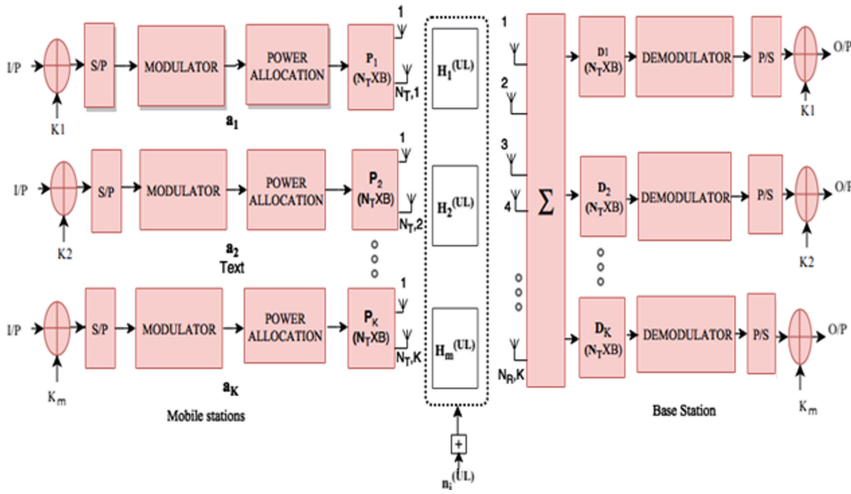 I/P
S/P
MODULATOR
POWER
ALLOCATION
P1
(NTXB)
1
NT,1
K1
a1
H1(UL)
1
2
3
4
NR,K
Σ
D1
(NTXB)
DEMODULATOR
P/S
O/P
K1
I/P
S/P
MODULATOR
POWER
ALLOCATION
P2
(NTXB)
1
NT,2
K2
a2
Text
H2(UL)
D2
(NTXB)
DEMODULATOR
P/S
O/P
K2
I/P
S/P
MODULATOR
POWER
ALLOCATION
PK
(NTXB)
1
NT,K
Km
aK
Hm(UL)
DK
(NTXB)
DEMODULATOR
P/S
O/P
Km
Mobile stations
Base Station
+
ni(UL)